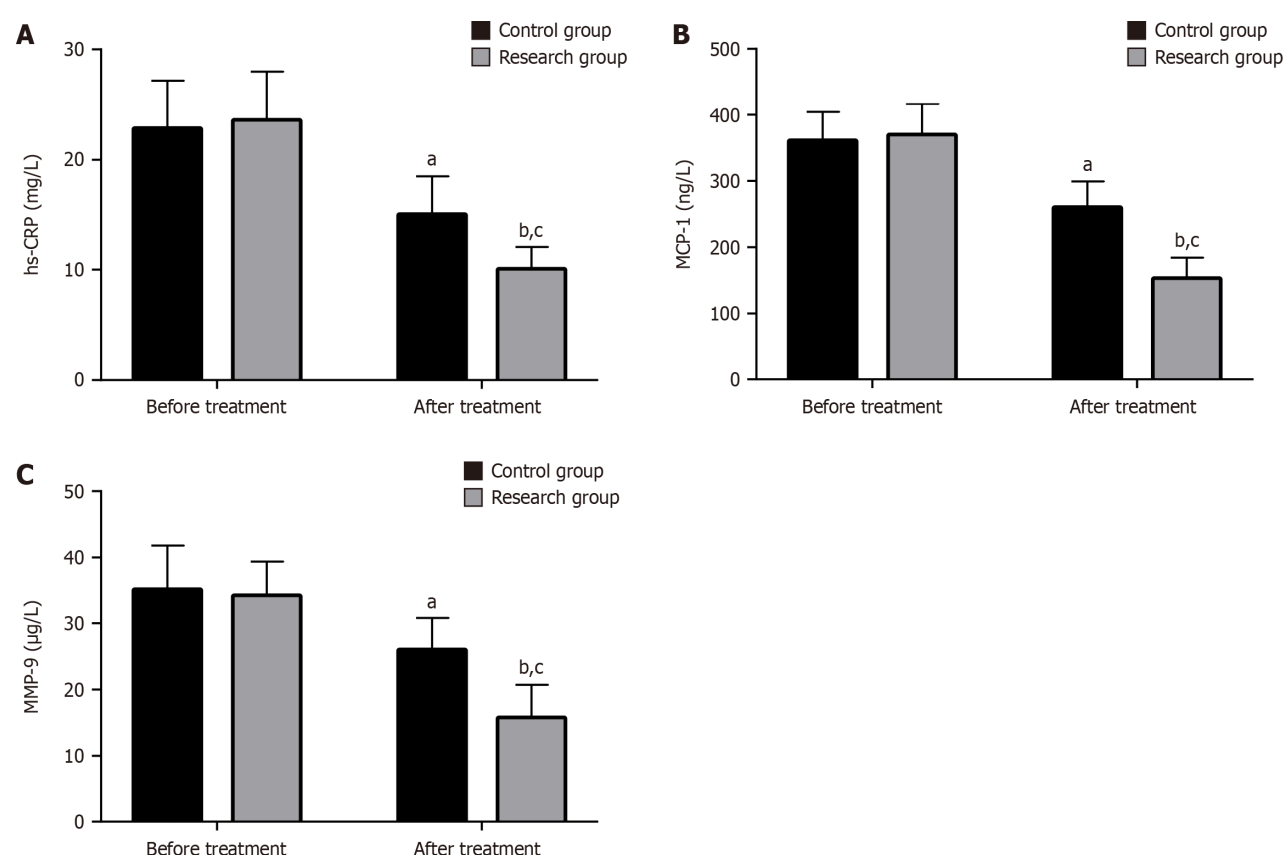 A
Control group
Research group
hs-CRP (mg/L)
30
20
10
0
a
b,c
Before treatment
After treatment
B
Control group
Research group
MCP-1 (ng/L)
500
400
300
200
100
0
a
b,c
Before treatment
After treatment
C
Control group
Research group
MMP-9 (μg/L)
50
40
30
20
10
0
a
b,c
Before treatment
After treatment